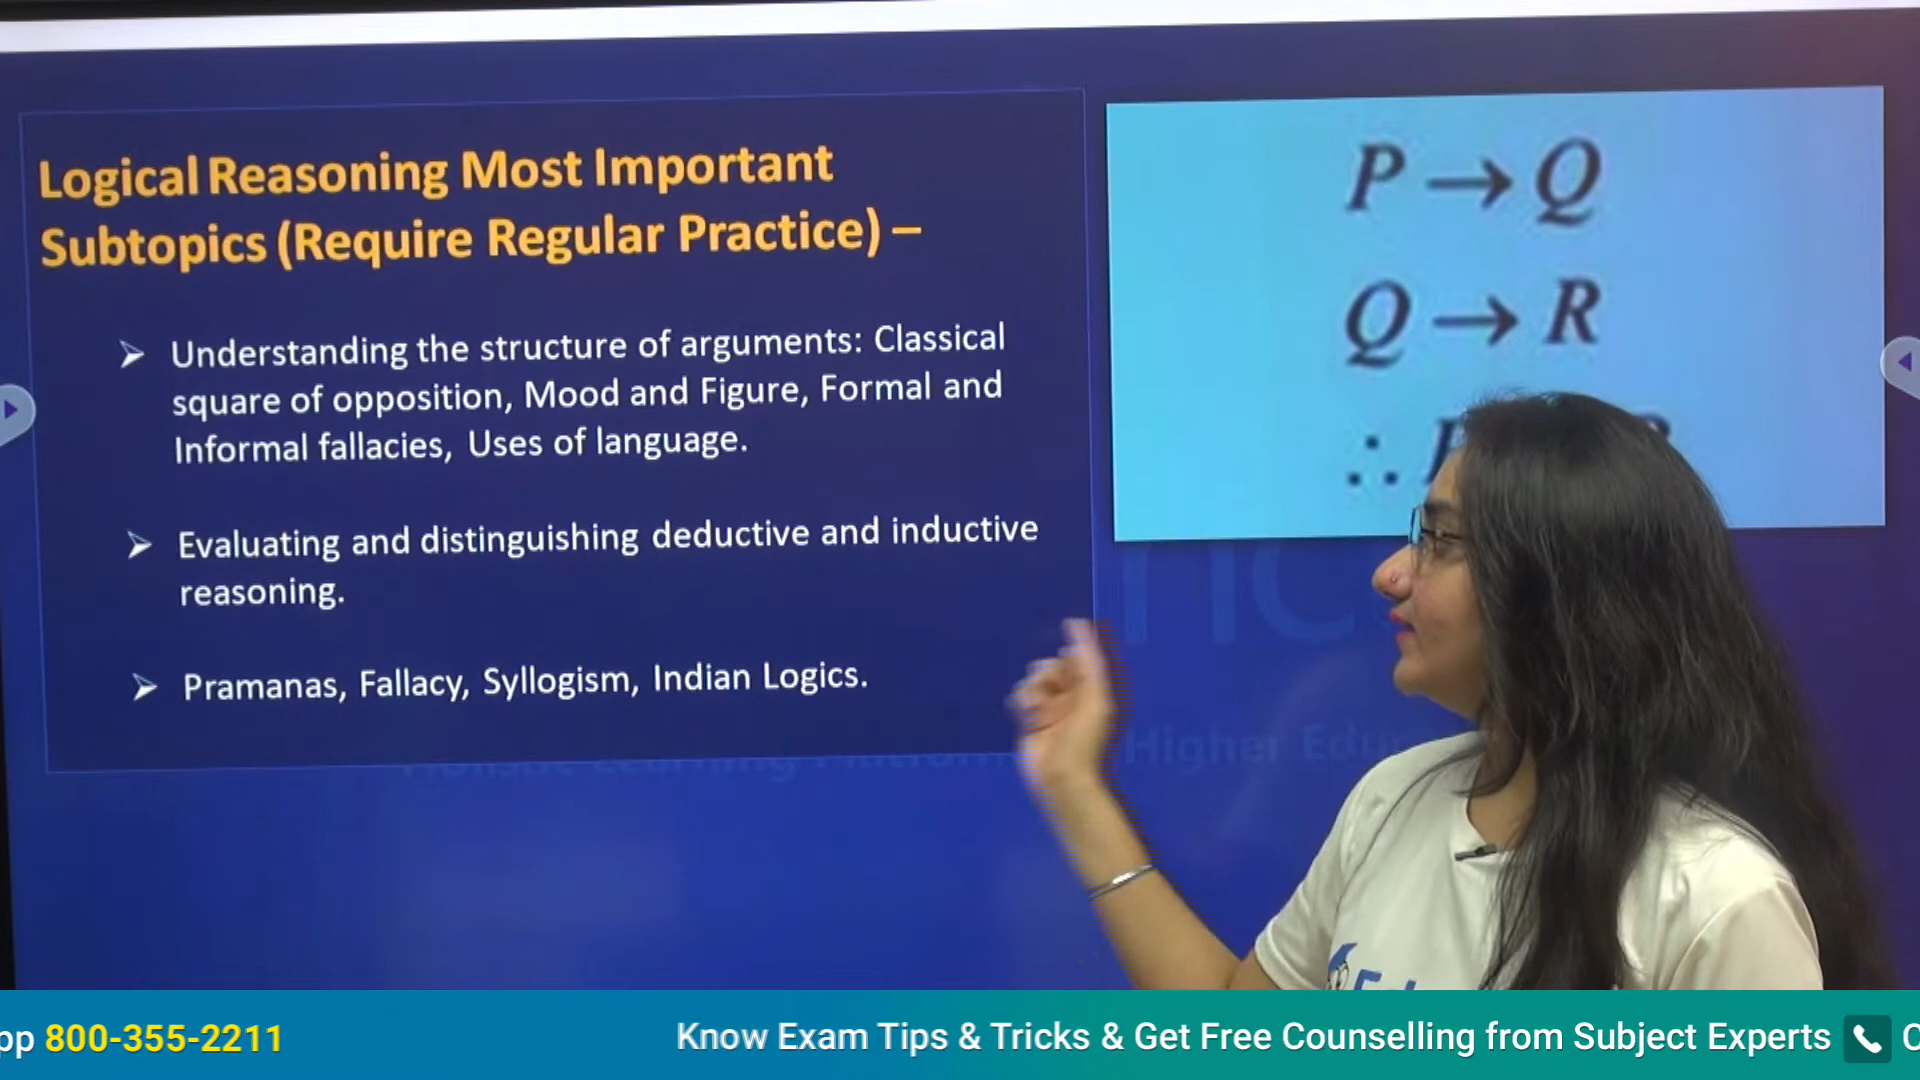 Logical Reasoning Most Important
Subtopics (Require Regular Practice) –
➢ Understanding the structure of arguments: Classical
square of opposition, Mood and Figure, Formal and
Informal fallacies, Uses of language.
➢ Evaluating and distinguishing deductive and inductive
reasoning.
➢ Pramanas, Fallacy, Syllogism, Indian Logics.
P → Q
Q → R
∴
Higher
800-355-2211
Know Exam Tips & Tricks & Get Free Counselling from Subject Experts